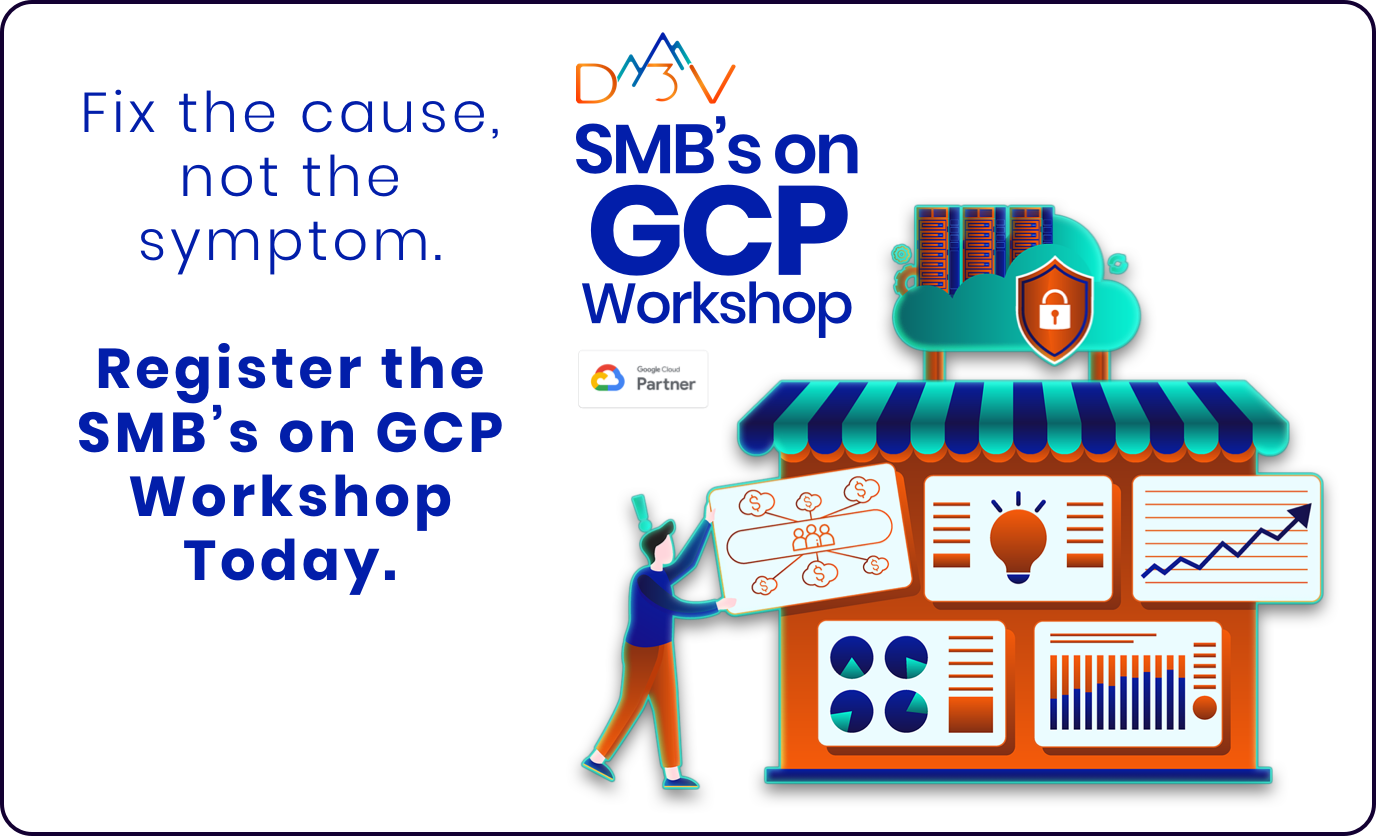 Fix the cause,
not the
symptom.
Register the
SMB’s on GCP
Workshop
Today.
D3V
SMB’s on
GCP
Workshop
Google Cloud
Partner